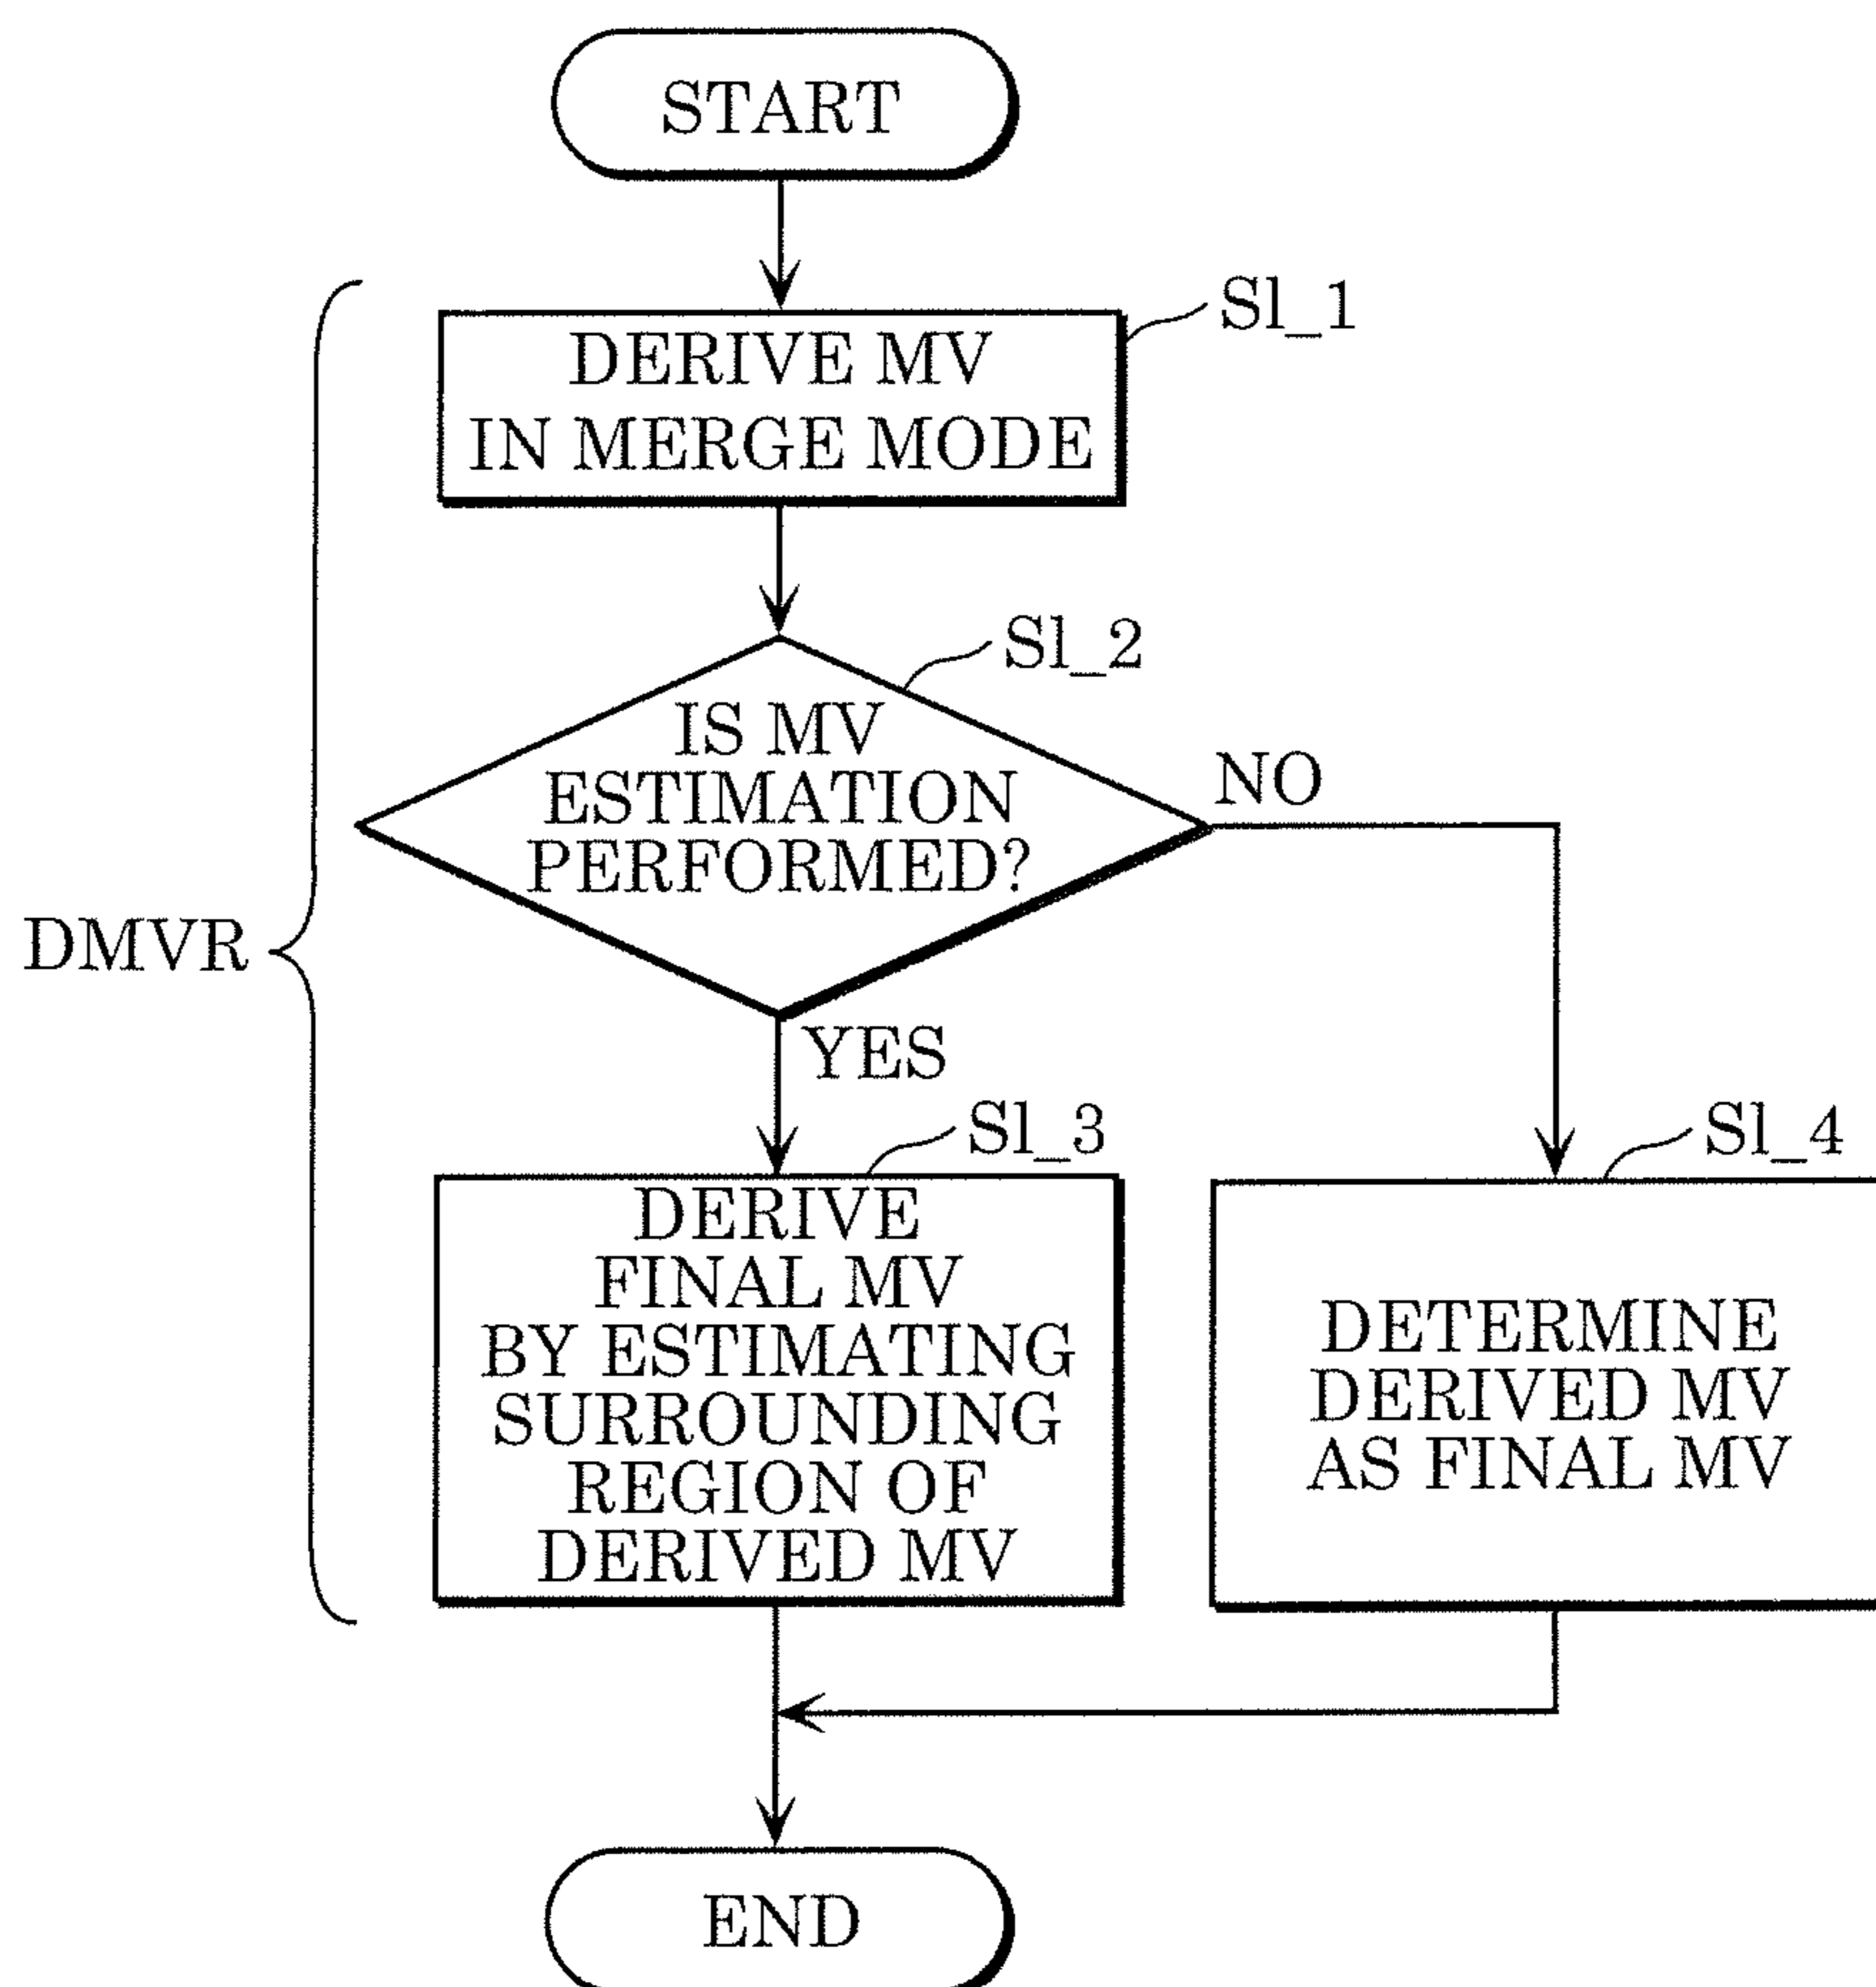 START
Sl_1
DERIVE MV
IN MERGE MODE
Sl_2
IS MV
ESTIMATION
PERFORMED?
NO
DMVR
YES
Sl_3
DERIVE
FINAL MV
BY ESTIMATING
SURROUNDING
REGION OF
DERIVED MV
Sl_4
DETERMINE
DERIVED MV
AS FINAL MV
END